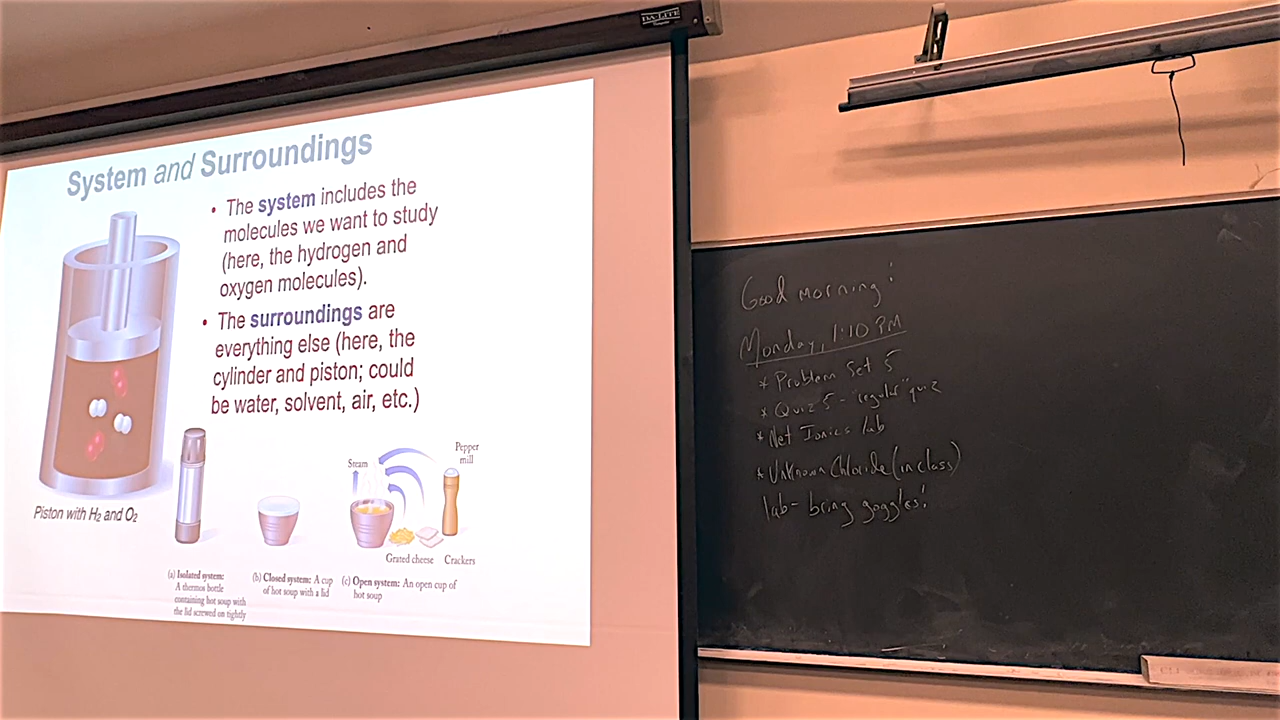 DA-LITE
System and Surroundings
• The system includes the
molecules we want to study
(here, the hydrogen and
oxygen molecules).
• The surroundings are
everything else (here, the
cylinder and piston; could
be water, solvent, air, etc.)
Piston with H₂ and O₂
Steam
Pepper
mill
Grated cheese
Crackers
(a) Isolated system:
A thermos bottle
containing hot soup with
the lid screwed on tightly
(b) Closed system: A cup
of hot soup with a lid
(c) Open system: An open cup of
hot soup
Good morning!
Monday, 1:10 PM
* Problem Set 5
* Quiz 5 - "regular" quiz
* Net Ionics lab
* Unknown Chloride (in class)
lab - bring goggles!